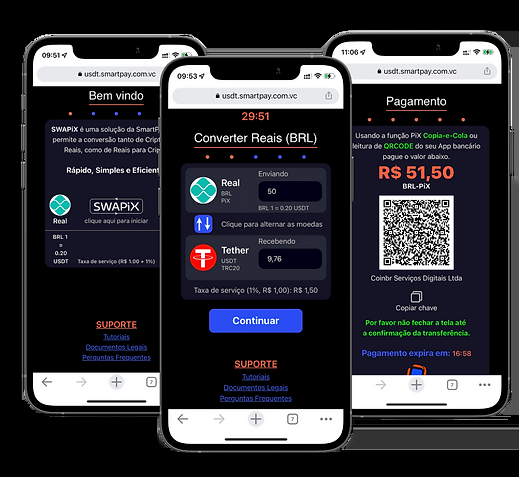 09:51
usdt.smartpay.com.vc
Bem vindo
SWAPiX é uma solução da SmartP
permite a conversão tanto de Cript
Reais, como de Reais para Crip
Rápido, Simples e Eficien
Real
SWAPiX
clique aqui para iniciar
BRL 1
=
0.20
USDT
Taxa de serviço (R$ 1.00 + 1%)
SUPORTE
Tutoriais
Documentos Legais
Perguntas Frequentes
7
09:53
usdt.smartpay.com.vc
29:51
Converter Reais (BRL)
Real
BRL
PiX
Enviando
50
BRL 1 = 0.20 USDT
Clique para alternar as moedas
Tether
USDT
TRC20
Recebendo
9,76
Taxa de serviço (1%, R$ 1,00): R$ 1,50
Continuar
SUPORTE
Tutoriais
Documentos Legais
Perguntas Frequentes
7
11:06
usdt.smartpay.com.vc
Pagamento
Usando a função PiX Copia-e-Cola ou
leitura de QRCODE do seu App bancário
pague o valor abaixo.
R$ 51,50
BRL-PiX
Coinbr Serviços Digitais Ltda
Copiar chave
Por favor não fechar a tela até
a confirmação da transferência.
Pagamento expira em: 16:58
7